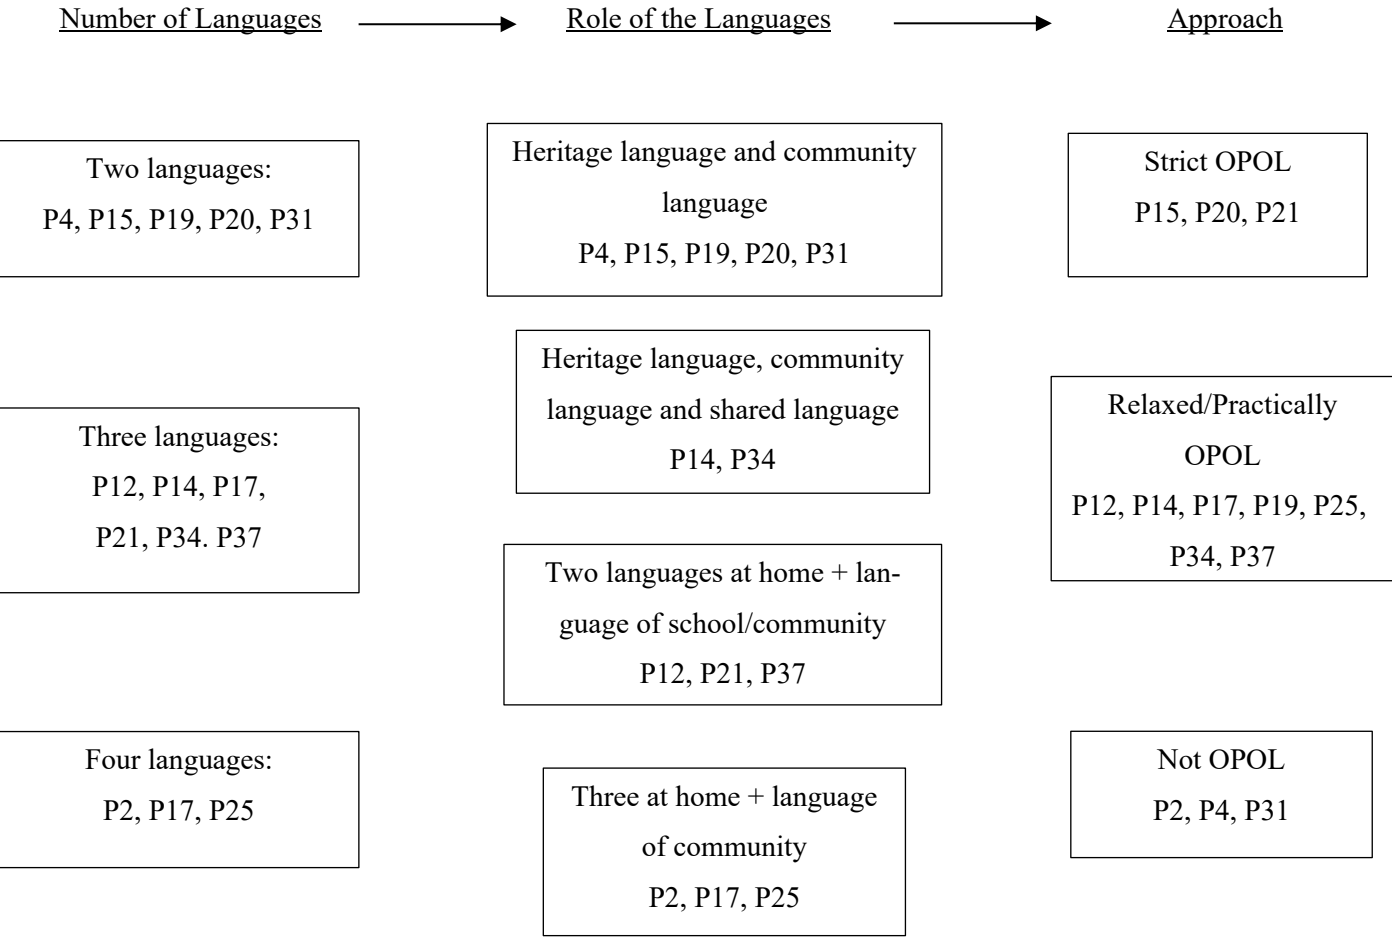 Number of Languages
Role of the Languages
Approach
Two languages:
P4, P15, P19, P20, P31
Three languages:
P12, P14, P17,
P21, P34. P37
Four languages:
P2, P17, P25
Heritage language and community
language
P4, P15, P19, P20, P31
Heritage language, community
language and shared language
P14, P34
Two languages at home + lan-
guage of school/community
P12, P21, P37
Three at home + language
of community
P2, P17, P25
Strict OPOL
P15, P20, P21
Relaxed/Practically
OPOL
P12, P14, P17, P19, P25,
P34, P37
Not OPOL
P2, P4, P31